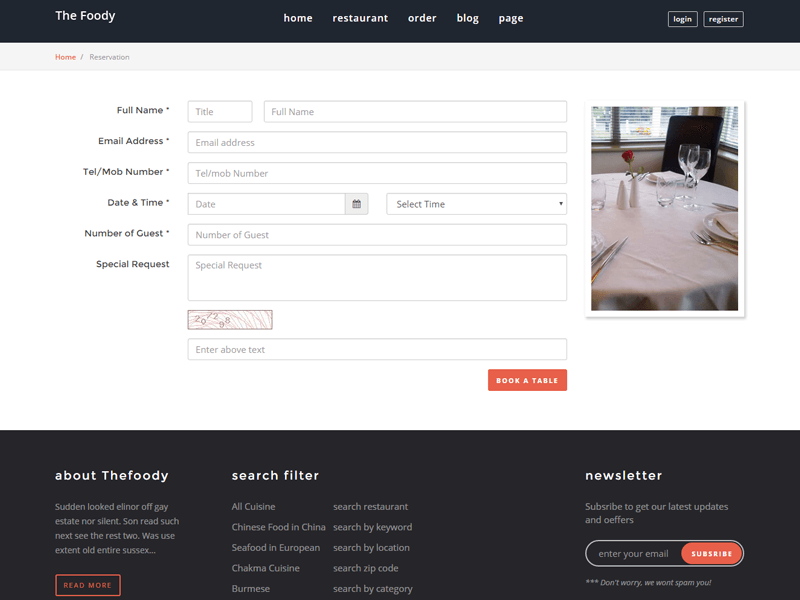 The Foody
home restaurant order blog page
login register
Home / Reservation
Full Name * Title Full Name
Email Address * Email address
Tel/Mob Number * Tel/mob Number
Date & Time * Date Select Time
Number of Guest * Number of Guest
Special Request Special Request
Enter above text
BOOK A TABLE
about Thefoody
Sudden looked elinor off gay
estate nor silent. Son read such
next see the rest two. Was use
extent old entire sussex...
READ MORE
search filter
All Cuisine search restaurant
Chinese Food in China search by keyword
Seafood in European search by location
Chakma Cuisine search zip code
Burmese search by category
newsletter
Subsribe to get our latest updates
and oeffers
enter your email SUBSRIBE
*** Don't worry, we wont spam you!